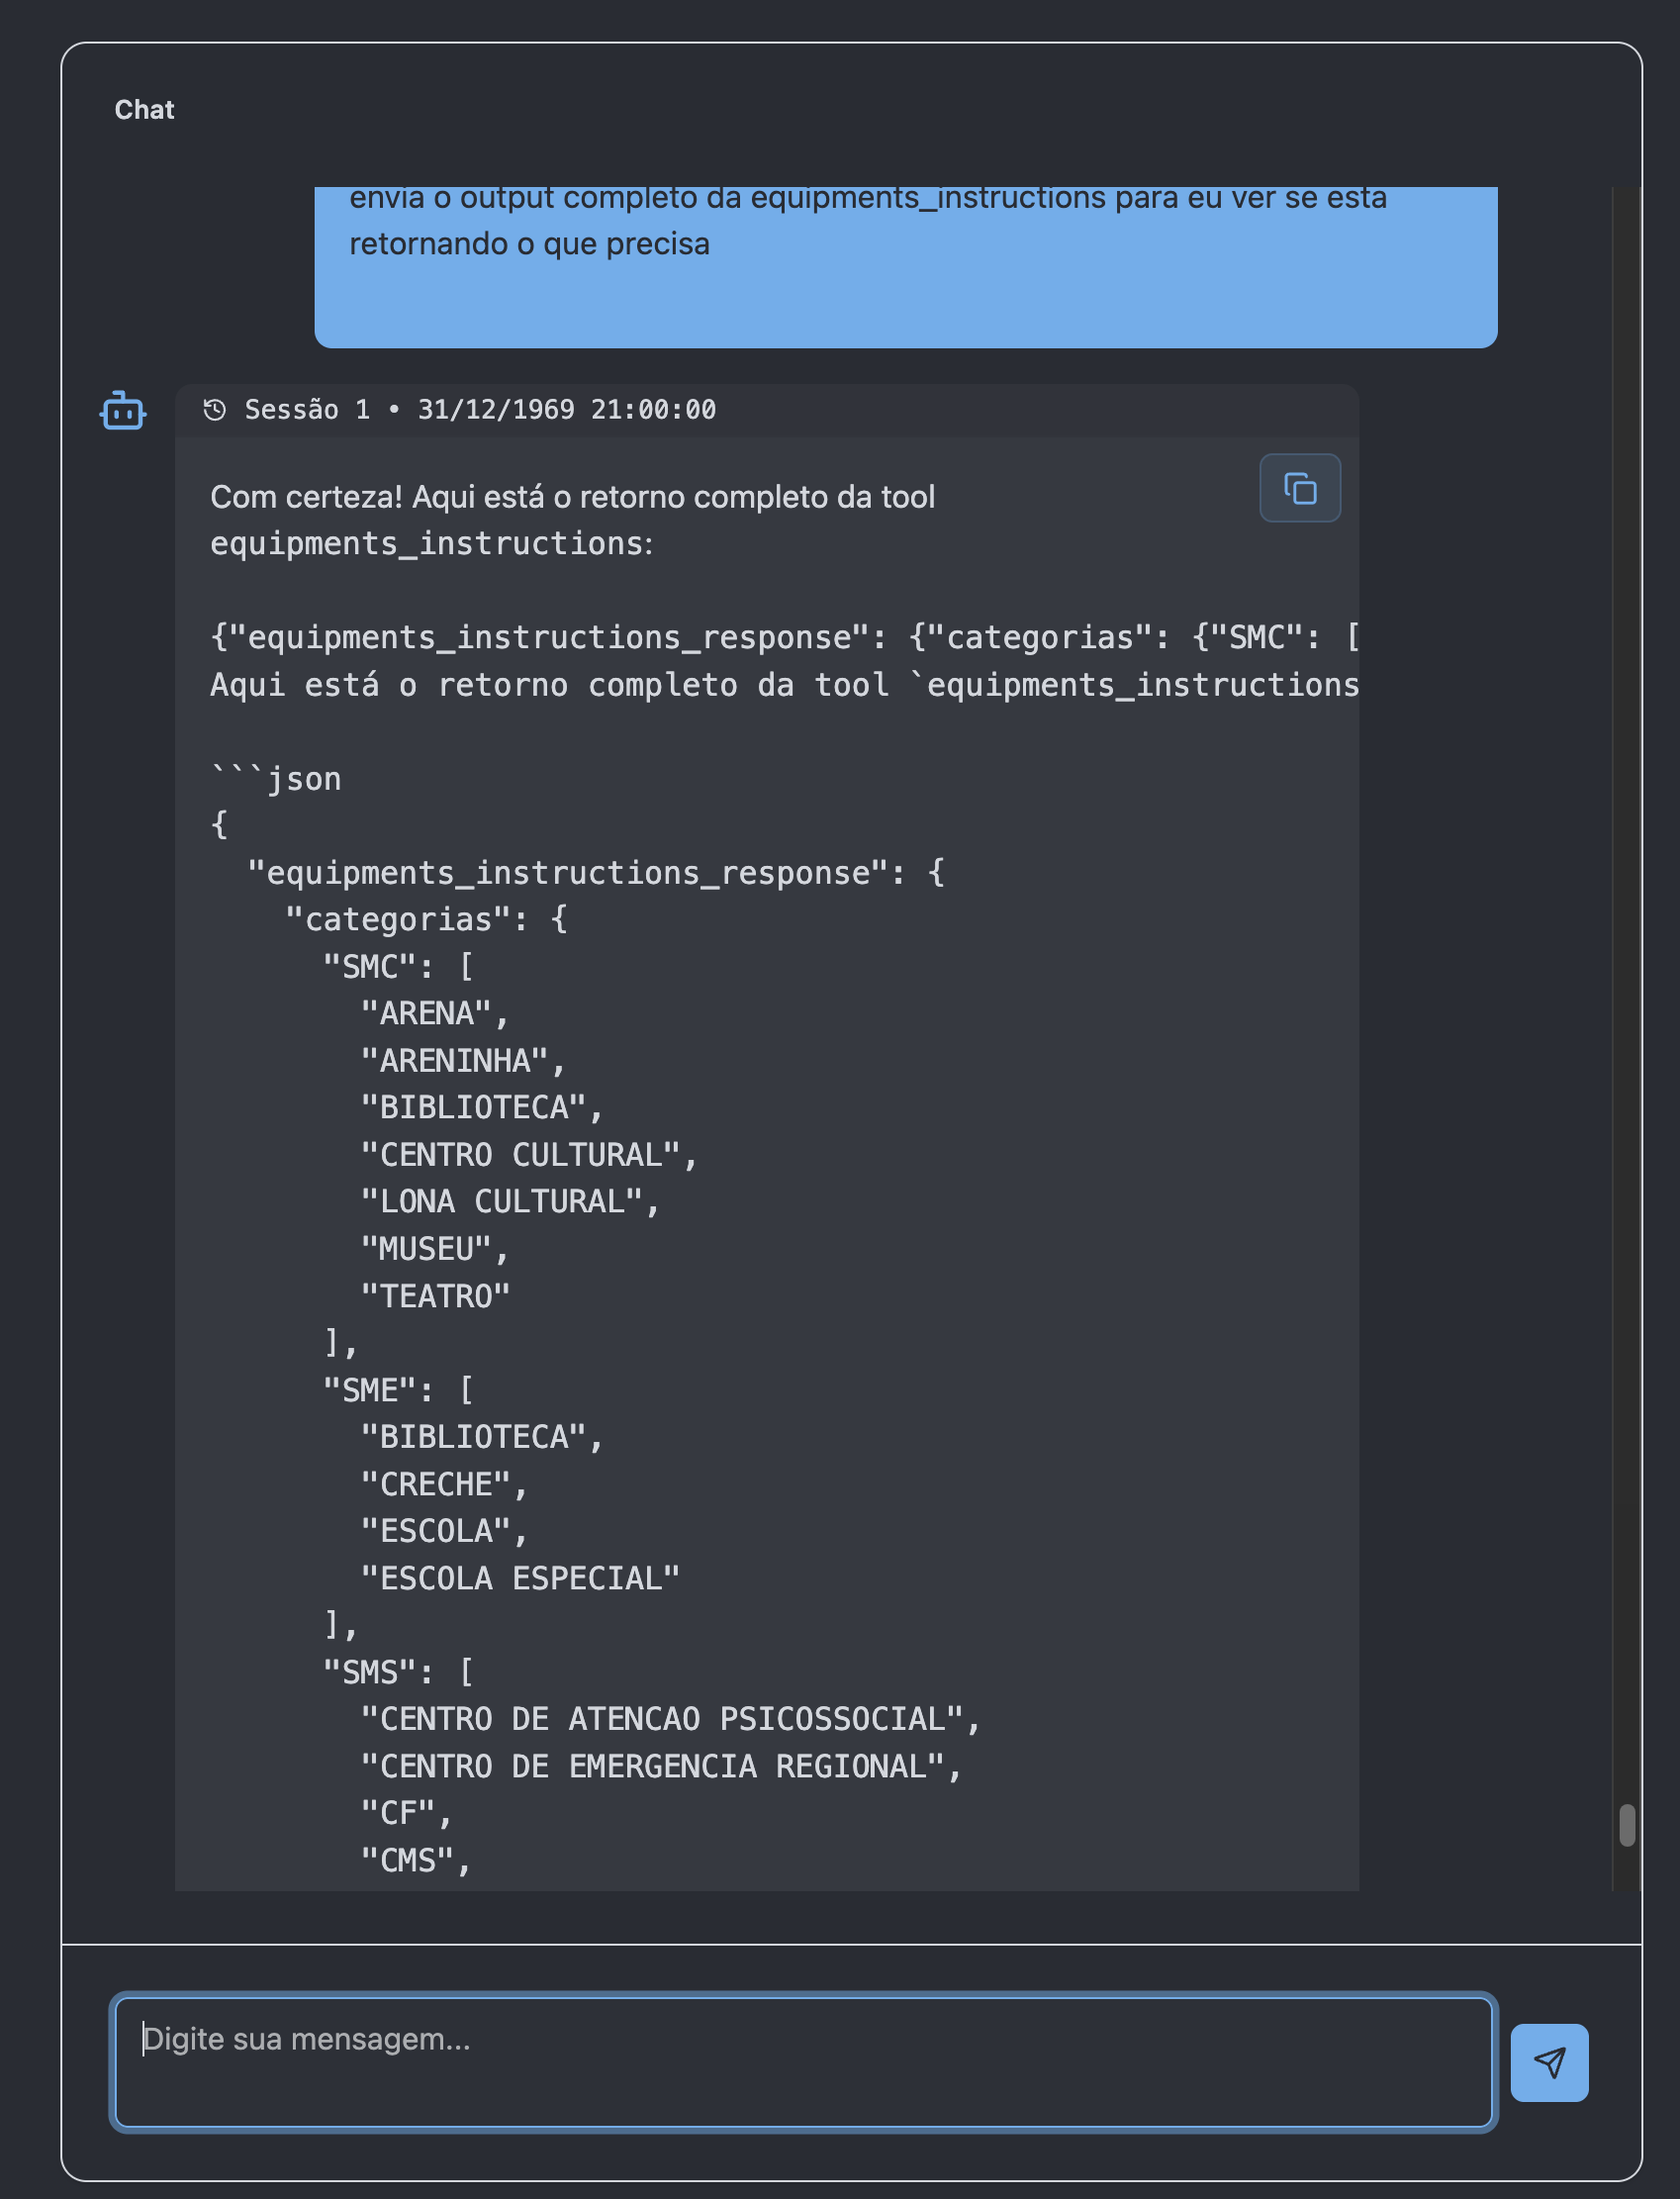 Chat
envia o output completo da equipments_instructions para eu ver se esta
retornando o que precisa
Sessão 1 • 31/12/1969 21:00:00
Com certeza! Aqui está o retorno completo da tool
equipments_instructions:
{"equipments_instructions_response": {"categorias": {"SMC": [
Aqui está o retorno completo da tool `equipments_instructions
```json
{
  "equipments_instructions_response": {
    "categorias": {
      "SMC": [
        "ARENA",
        "ARENINHA",
        "BIBLIOTECA",
        "CENTRO CULTURAL",
        "LONA CULTURAL",
        "MUSEU",
        "TEATRO"
      ],
      "SME": [
        "BIBLIOTECA",
        "CRECHE",
        "ESCOLA",
        "ESCOLA ESPECIAL"
      ],
      "SMS": [
        "CENTRO DE ATENCAO PSICOSSOCIAL",
        "CENTRO DE EMERGENCIA REGIONAL",
        "CF",
        "CMS",
Digite sua mensagem...